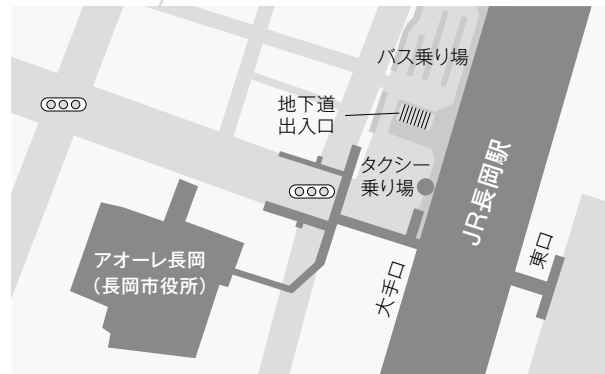 バス乗り場
地下道
出入口
タクシー
乗り場
JR長岡駅
東口
大手口
アオーレ長岡
（長岡市役所）